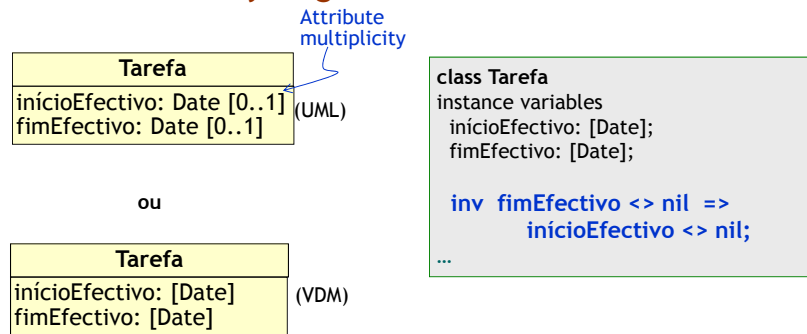 Attribute
multiplicity
Tarefa
inícioEfectivo: Date [0..1]
fimEfectivo: Date [0..1]
(UML)
ou
Tarefa
inícioEfectivo: [Date]
fimEfectivo: [Date]
(VDM)
class Tarefa
instance variables
inícioEfectivo: [Date];
fimEfectivo: [Date];
inv fimEfectivo <> nil =>
inícioEfectivo <> nil;
…